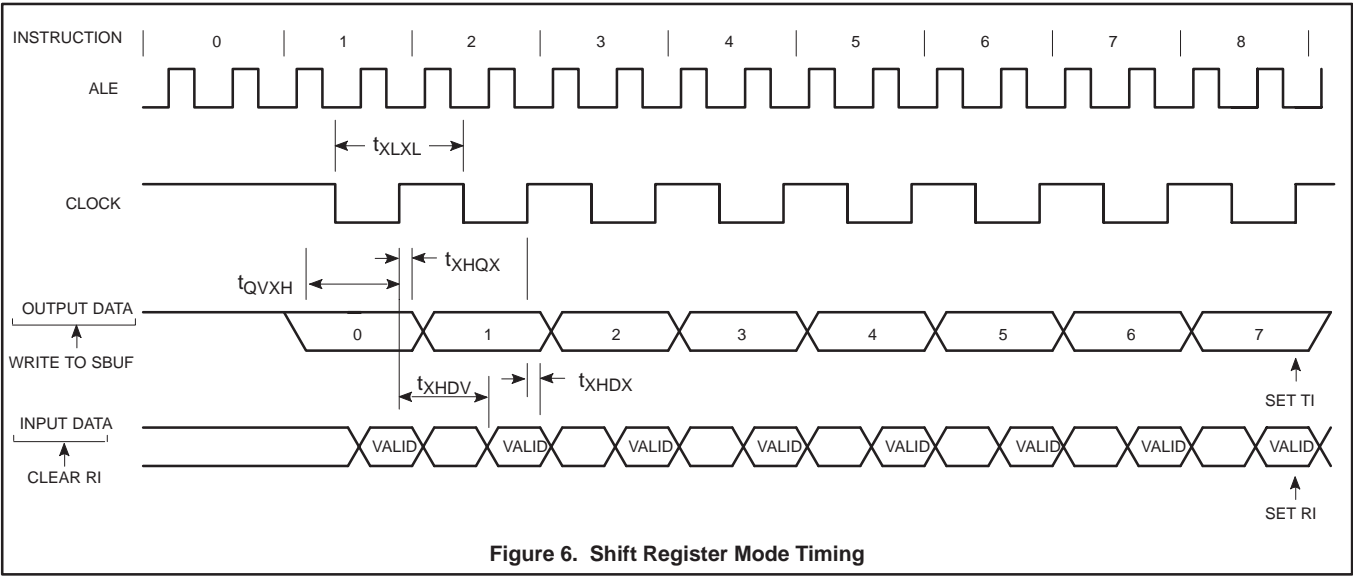 INSTRUCTION 0 1 2 3 4 5 6 7 8
ALE
tXLXL
CLOCK
tXHQX
tQVXH
OUTPUT DATA
0 1 2 3 4 5 6 7
WRITE TO SBUF
tXHDV
tXHDX
SET TI
INPUT DATA
VALID VALID VALID VALID VALID VALID VALID VALID
CLEAR RI
SET RI
Figure 6. Shift Register Mode Timing